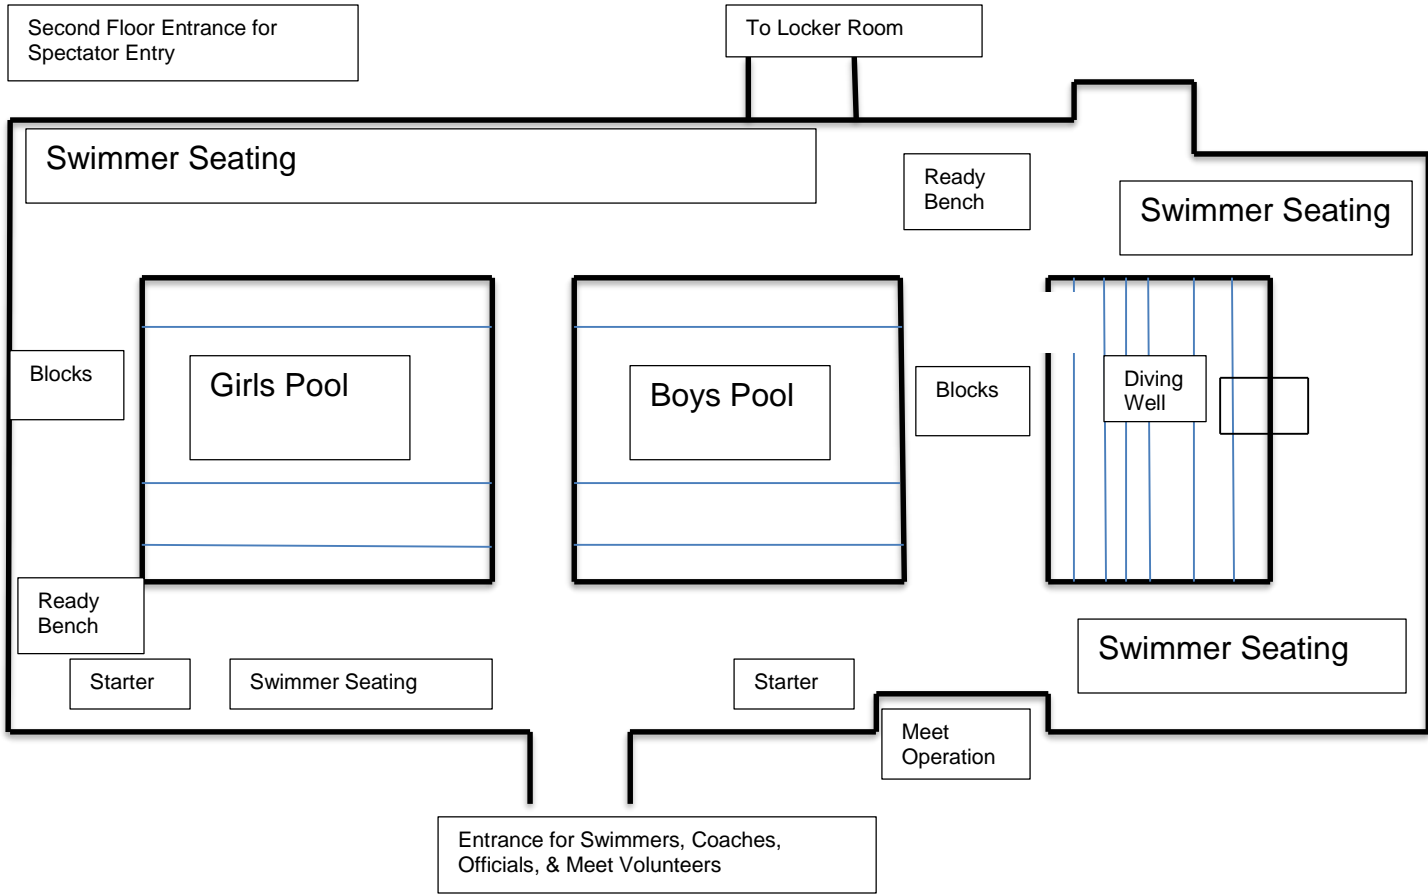 Second Floor Entrance for
Spectator Entry
To Locker Room
Swimmer Seating
Ready
Bench
Swimmer Seating
Blocks
Girls Pool
Boys Pool
Blocks
Diving
Well
Ready
Bench
Starter
Swimmer Seating
Starter
Swimmer Seating
Meet
Operation
Entrance for Swimmers, Coaches,
Officials, & Meet Volunteers